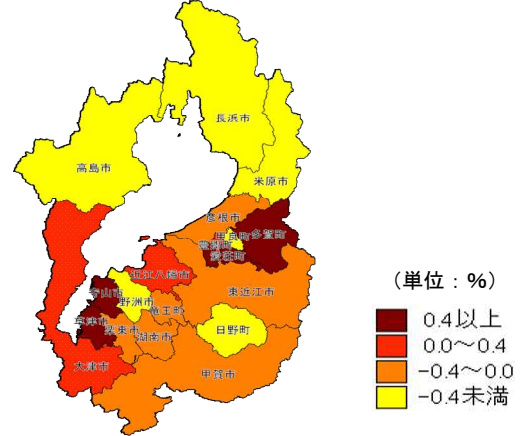 長浜市
高島市
米原市
彦根市
甲良町
多賀町
豊郷町
愛荘町
近江八幡市
守山市
野洲市
東近江市
竜王町
草津市
栗東市
湖南市
日野町
大津市
甲賀市
(単位:%)
0.4以上
0.0~0.4
-0.4~0.0
-0.4未満